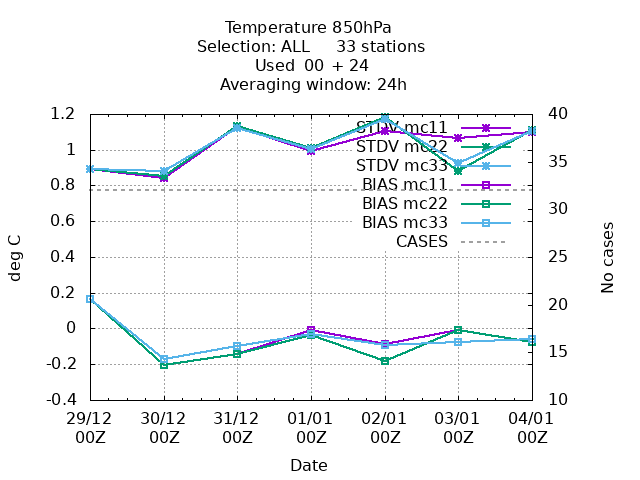 Temperature 850hPa
Selection: ALL 33 stations
Used 00 + 24
Averaging window: 24h
1.2
1
0.8
0.6
0.4
0.2
0
-0.2
-0.4
deg C
40
35
30
25
20
15
10
No cases
STDV mc11
STDV mc22
STDV mc33
BIAS mc11
BIAS mc22
BIAS mc33
CASES
29/12 30/12 31/12 01/01 02/01 03/01 04/01
00Z 00Z 00Z 00Z 00Z 00Z 00Z
Date